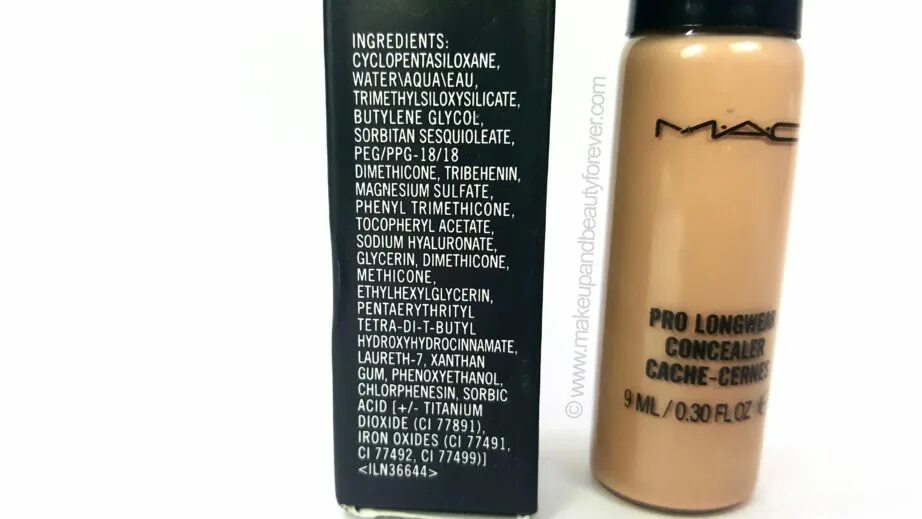 INGREDIENTS:
CYCLOPENTASILOXANE,
WATER\AQUA\EAU,
TRIMETHYLSILOXYSILICATE,
BUTYLENE GLYCOL,
SORBITAN SESQUIOLEATE,
PEG/PPG-18/18
DIMETHICONE, TRIBEHENIN,
MAGNESIUM SULFATE,
PHENYL TRIMETHICONE,
TOCOPHERYL ACETATE,
SODIUM HYALURONATE,
GLYCERIN, DIMETHICONE,
METHICONE,
ETHYLHEXYLGLYCERIN,
PENTAERYTHRITYL
TETRA-DI-T-BUTYL
HYDROXYHYDROCINNAMATE,
LAURETH-7, XANTHAN
GUM, PHENOXYETHANOL,
CHLORPHENESIN, SORBIC
ACID [+/- TITANIUM
DIOXIDE (CI 77891),
IRON OXIDES (CI 77491,
CI 77492, CI 77499)]
<ILN36644>
© www.makeupandbeautyforever.com
MAC
PRO LONGWEAR
CONCEALER
CACHE-CERNES
9 ML / 0.30 FL OZ